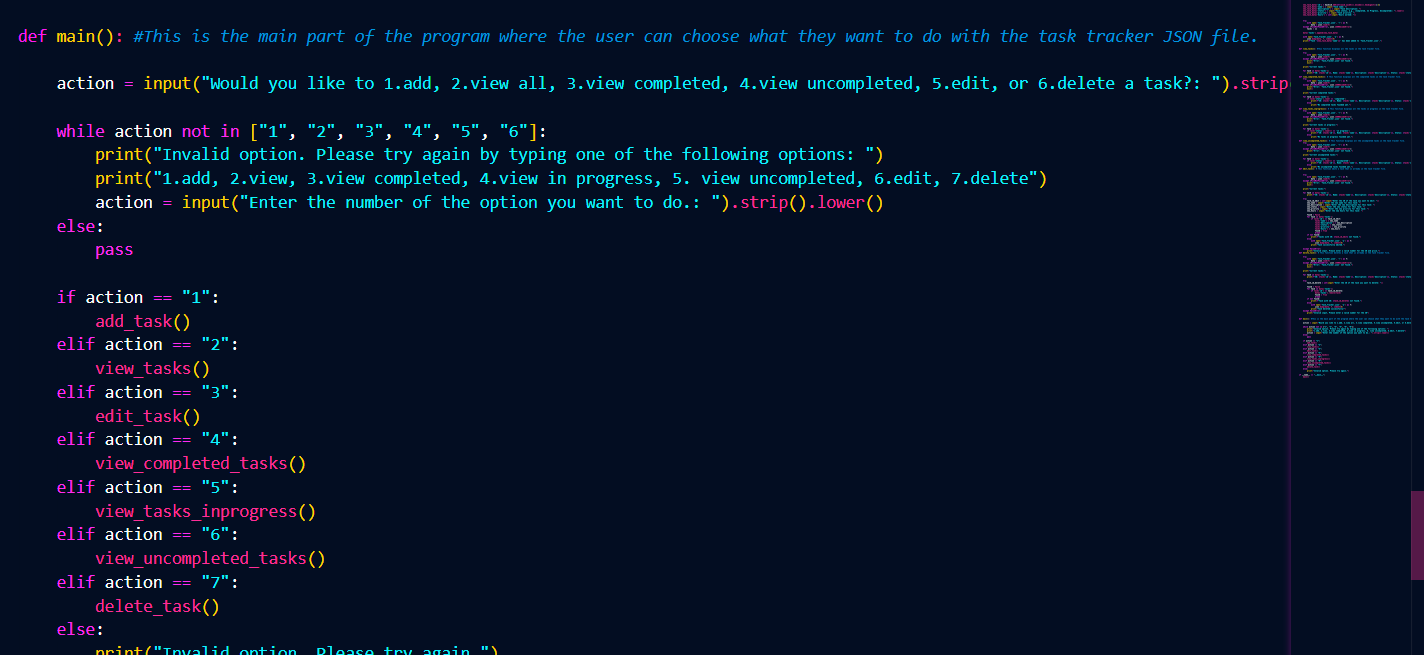 def main(): #This is the main part of the program where the user can choose what they want to do with the task tracker JSON file.
action = input("Would you like to 1.add, 2.view all, 3.view completed, 4.view uncompleted, 5.edit, or 6.delete a task?: ").strip
while action not in ["1", "2", "3", "4", "5", "6"]:
print("Invalid option. Please try again by typing one of the following options: ")
print("1.add, 2.view, 3.view completed, 4.view in progress, 5. view uncompleted, 6.edit, 7.delete")
action = input("Enter the number of the option you want to do.: ").strip().lower()
else:
pass
if action == "1":
add_task()
elif action == "2":
view_tasks()
elif action == "3":
edit_task()
elif action == "4":
view_completed_tasks()
elif action == "5":
view_tasks_inprogress()
elif action == "6":
view_uncompleted_tasks()
elif action == "7":
delete_task()
else:
print("Invalid option. Please try again.")